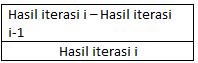 Hasil iterasi i – Hasil iterasi
i-1
Hasil iterasi i